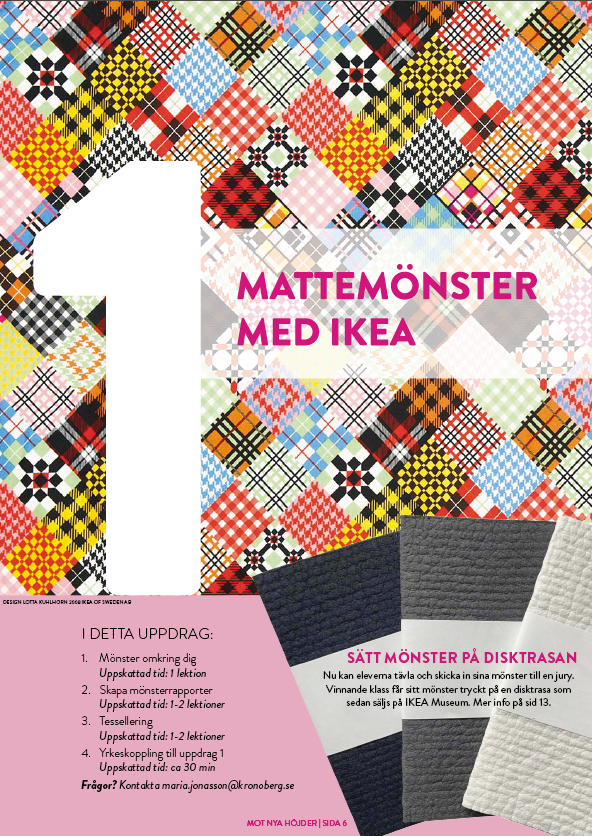 1
MATTEMÖNSTER
MED IKEA
DESIGN LOTTA KUHLHORN 2008 IKEA OF SWEDEN AB
I DETTA UPPDRAG:
1. Mönster omkring dig
Uppskattad tid: 1 lektion
2. Skapa mönsterrapporter
Uppskattad tid: 1-2 lektioner
3. Tessellering
Uppskattad tid: 1-2 lektioner
4. Yrkeskoppling till uppdrag 1
Uppskattad tid: ca 30 min
Frågor? Kontakta maria.jonasson@kronoberg.se
SÄTT MÖNSTER PÅ DISKTRASAN
Nu kan eleverna tävla och skicka in sina mönster till en jury.
Vinnande klass får sitt mönster tryckt på en disktrasa som
sedan säljs på IKEA Museum. Mer info på sid 13.
MOT NYA HÖJDER | SIDA 6